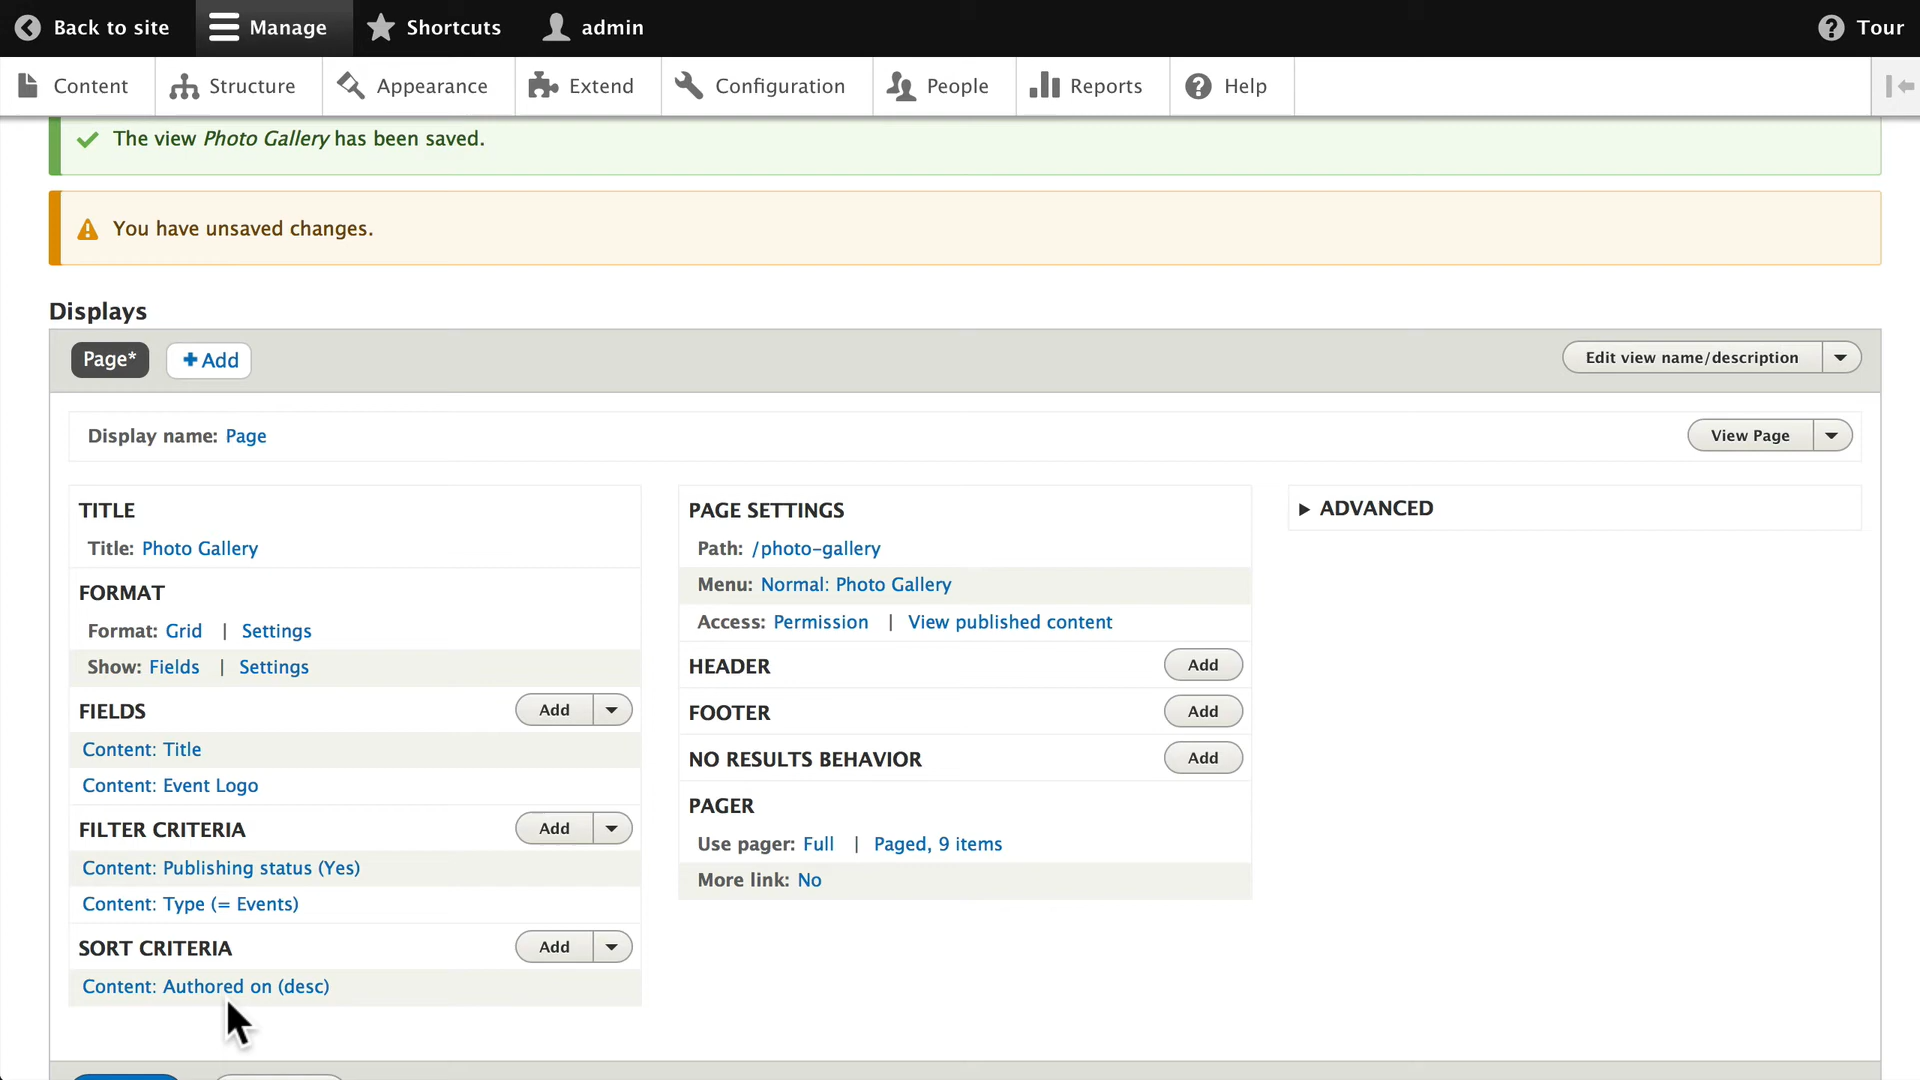 Back to site Manage Shortcuts admin Tour
Content Structure Appearance Extend Configuration People Reports Help
The view Photo Gallery has been saved.
You have unsaved changes.
Displays
Page* +Add Edit view name/description
Display name: Page View Page
TITLE
Title: Photo Gallery
FORMAT
Format: Grid | Settings
Show: Fields | Settings
FIELDS Add
Content: Title
Content: Event Logo
FILTER CRITERIA Add
Content: Publishing status (Yes)
Content: Type (= Events)
SORT CRITERIA Add
Content: Authored on (desc)
PAGE SETTINGS
Path: /photo-gallery
Menu: Normal: Photo Gallery
Access: Permission | View published content
HEADER Add
FOOTER Add
NO RESULTS BEHAVIOR Add
PAGER
Use pager: Full | Paged, 9 items
More link: No
ADVANCED